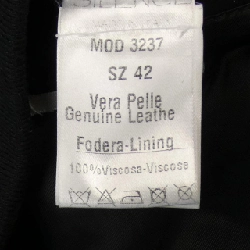 MOD 3237
SZ 42
Vera Pelle
Genuine Leathe
Fodera-Lining
100%Viscosa-Viscose